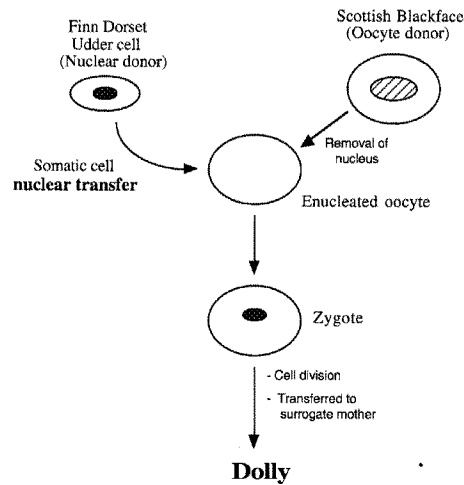 Finn Dorset
Udder cell
(Nuclear donor)
Scottish Blackface
(Oocyte donor)
Removal of
nucleus
Somatic cell
nuclear transfer
Enucleated oocyte
Zygote
- Cell division
- Transferred to
surrogate mother
Dolly